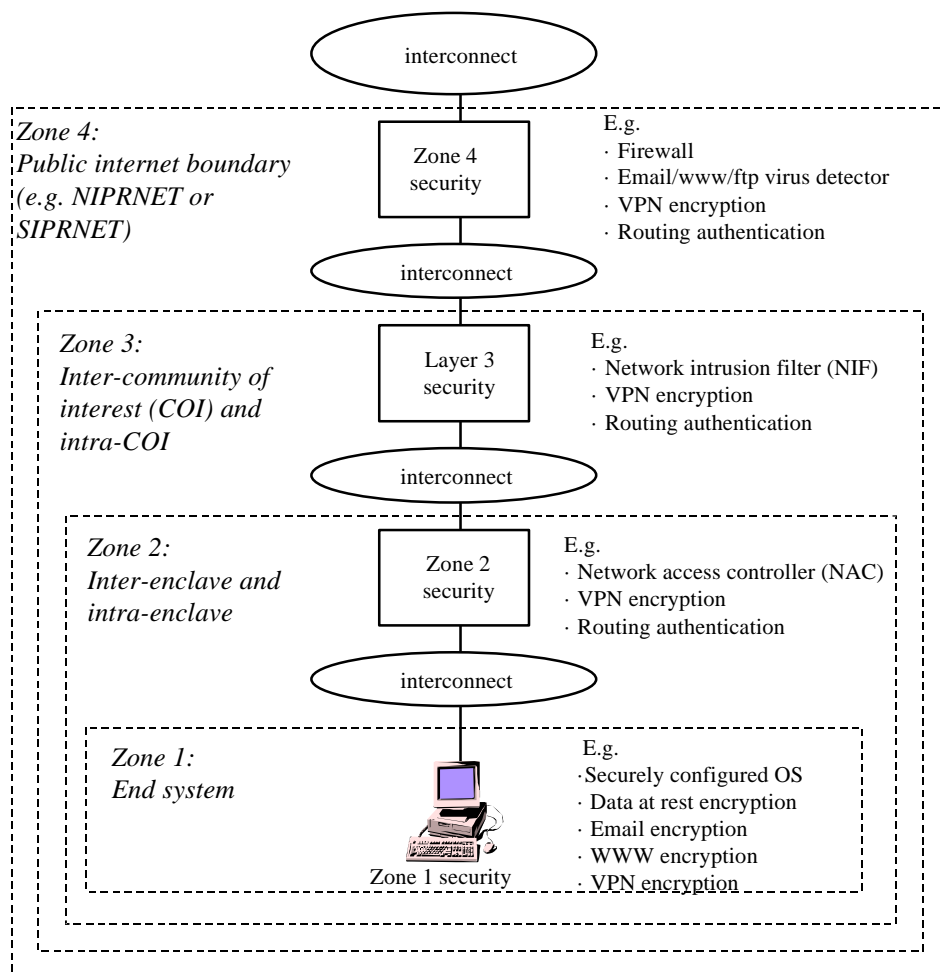 interconnect
Zone 4:
Public internet boundary
(e.g. NIPRNET or
SIPRNET)
Zone 4
security
E.g.
· Firewall
· Email/www/ftp virus detector
· VPN encryption
· Routing authentication
interconnect
Zone 3:
Inter-community of
interest (COI) and
intra-COI
Layer 3
security
E.g.
· Network intrusion filter (NIF)
· VPN encryption
· Routing authentication
interconnect
Zone 2:
Inter-enclave and
intra-enclave
Zone 2
security
E.g.
· Network access controller (NAC)
· VPN encryption
· Routing authentication
interconnect
Zone 1:
End system
Zone 1 security
E.g.
·Securely configured OS
· Data at rest encryption
· Email encryption
· WWW encryption
· VPN encryption